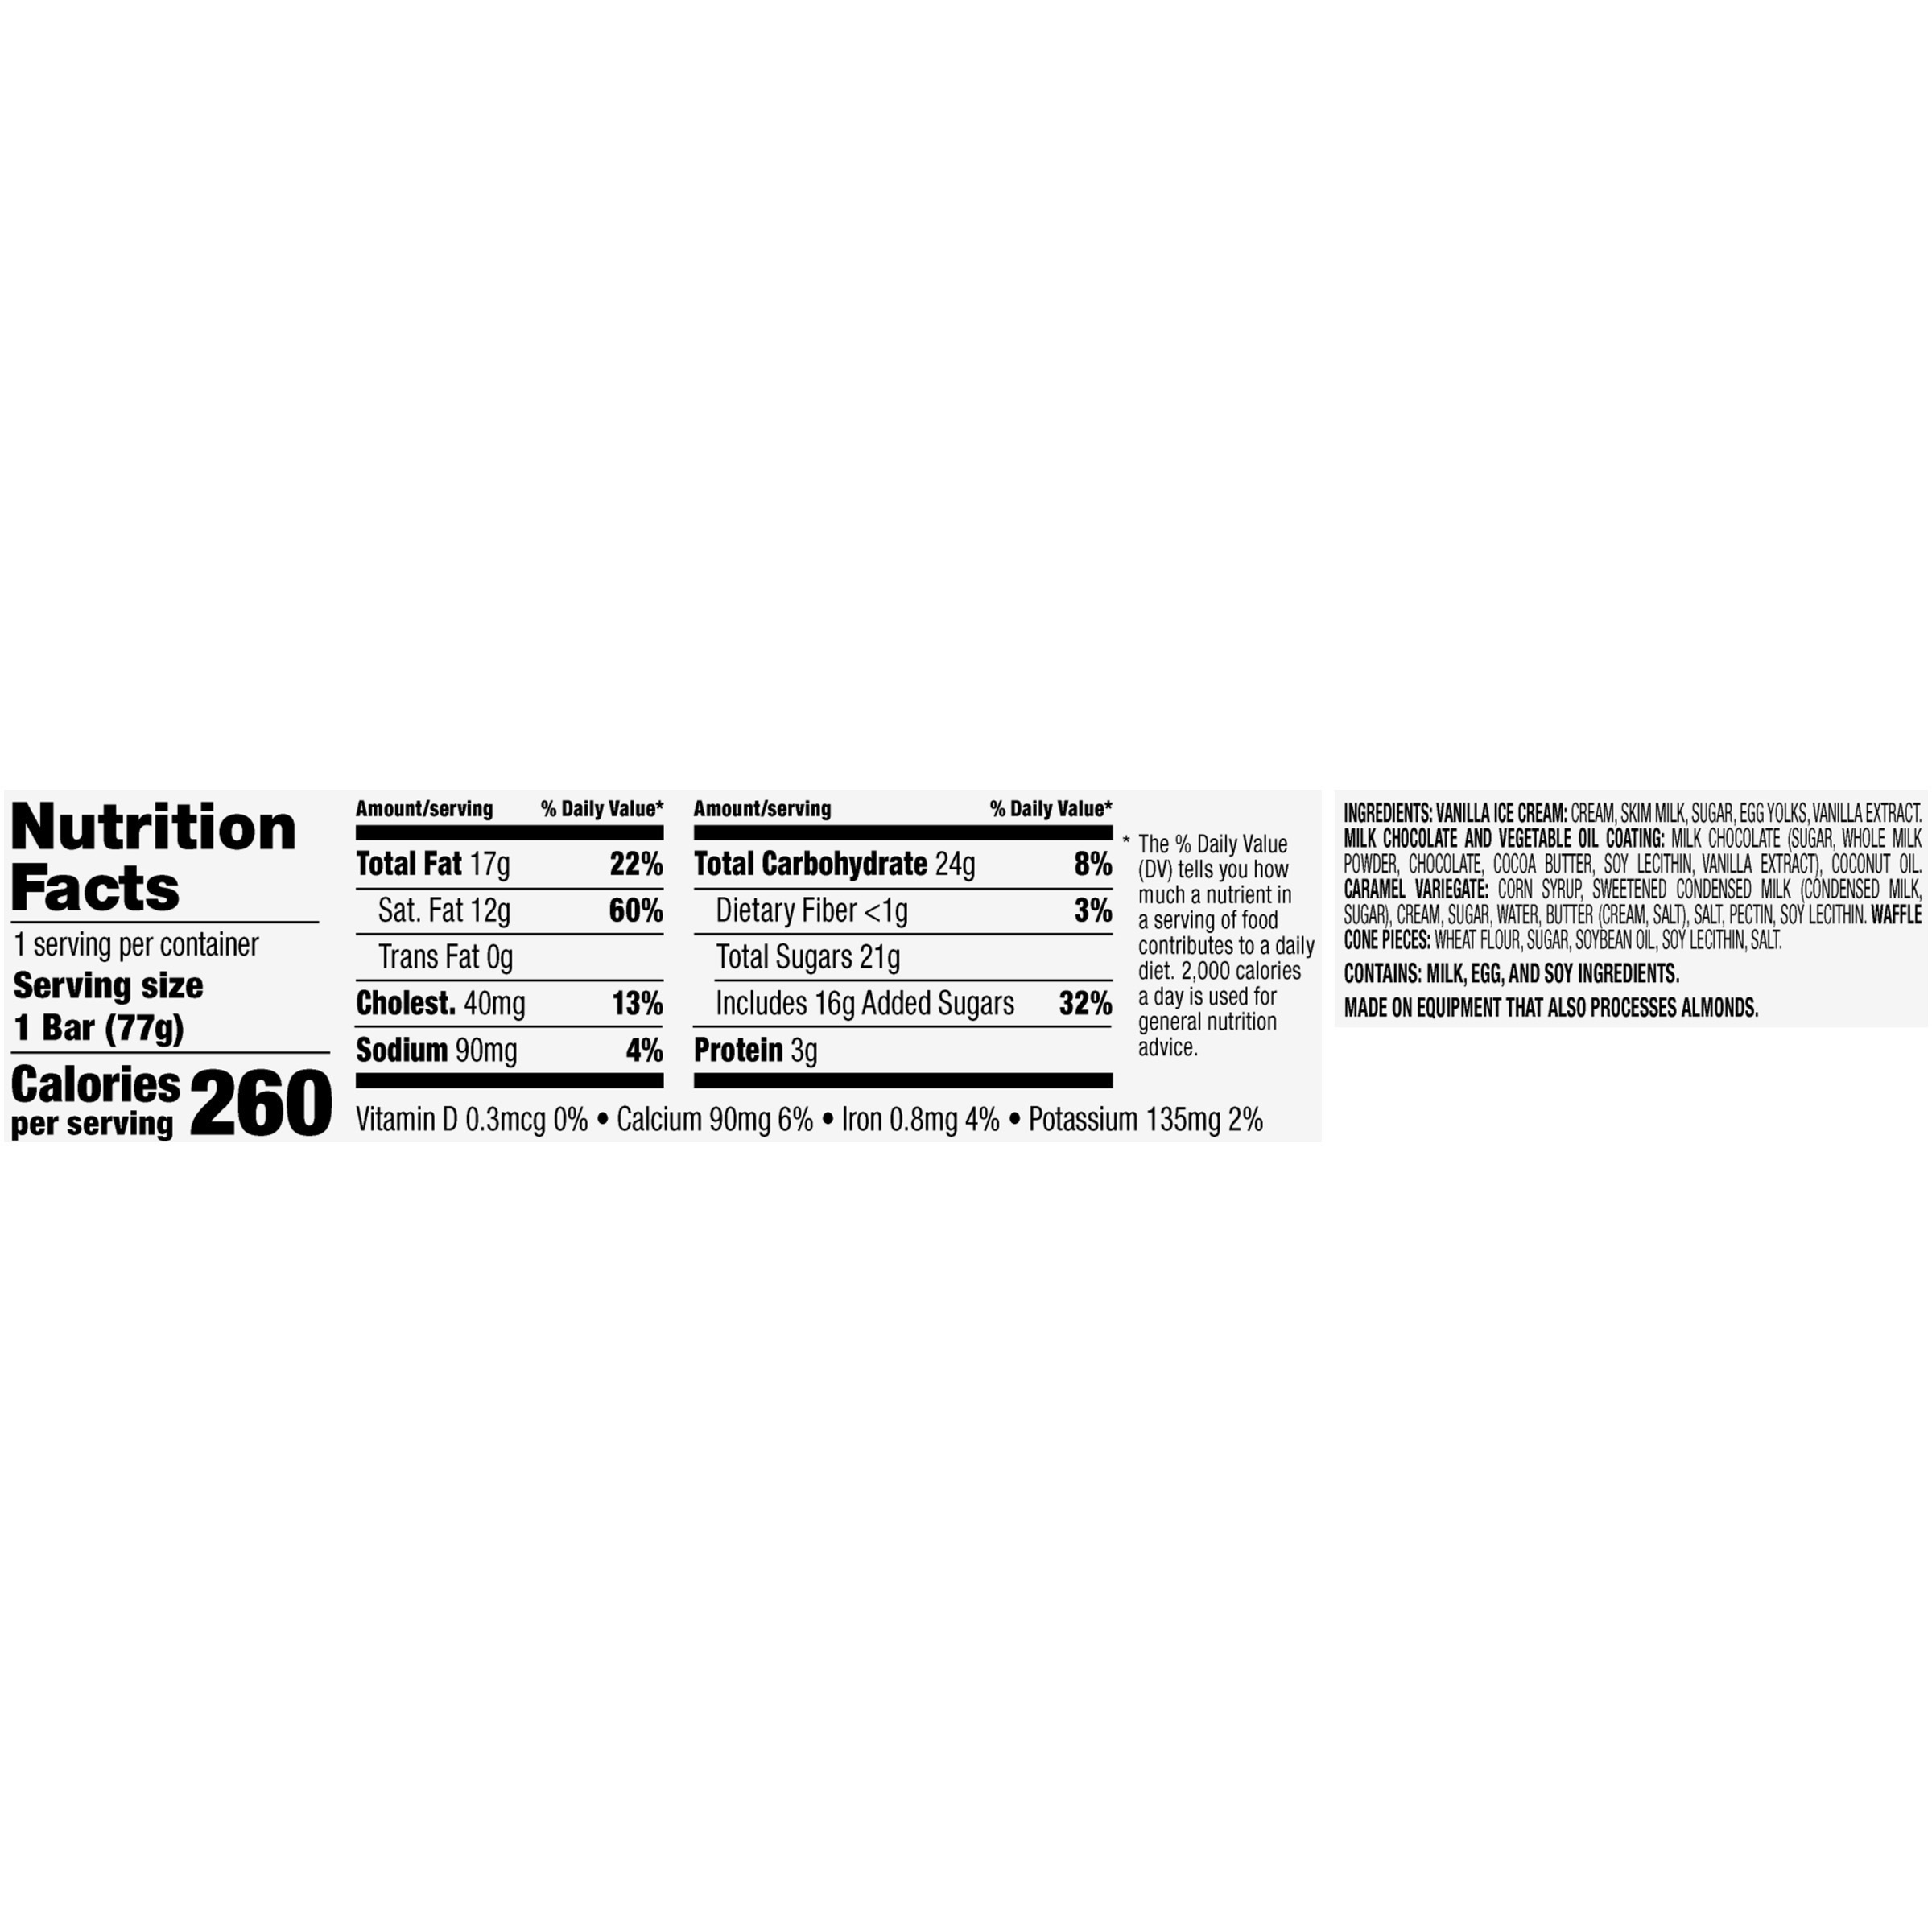 Nutrition
Facts
1 serving per container
Serving size
1 Bar (77g)
Calories
per serving
260
Amount/serving % Daily Value*
Total Fat 17g 22%
Sat. Fat 12g 60%
Trans Fat 0g
Cholest. 40mg 13%
Sodium 90mg 4%
Amount/serving % Daily Value*
Total Carbohydrate 24g 8%
Dietary Fiber <1g 3%
Total Sugars 21g
Includes 16g Added Sugars 32%
Protein 3g
* The % Daily Value
(DV) tells you how
much a nutrient in
a serving of food
contributes to a daily
diet. 2,000 calories
a day is used for
general nutrition
advice.
Vitamin D 0.3mcg 0% • Calcium 90mg 6% • Iron 0.8mg 4% • Potassium 135mg 2%
INGREDIENTS: VANILLA ICE CREAM: CREAM, SKIM MILK, SUGAR, EGG YOLKS, VANILLA EXTRACT.
MILK CHOCOLATE AND VEGETABLE OIL COATING: MILK CHOCOLATE (SUGAR, WHOLE MILK
POWDER, CHOCOLATE, COCOA BUTTER, SOY LECITHIN, VANILLA EXTRACT), COCONUT OIL.
CARAMEL VARIEGATE: CORN SYRUP, SWEETENED CONDENSED MILK (CONDENSED MILK,
SUGAR), CREAM, SUGAR, WATER, BUTTER (CREAM, SALT), SALT, PECTIN, SOY LECITHIN. WAFFLE
CONE PIECES: WHEAT FLOUR, SUGAR, SOYBEAN OIL, SOY LECITHIN, SALT.
CONTAINS: MILK, EGG, AND SOY INGREDIENTS.
MADE ON EQUIPMENT THAT ALSO PROCESSES ALMONDS.